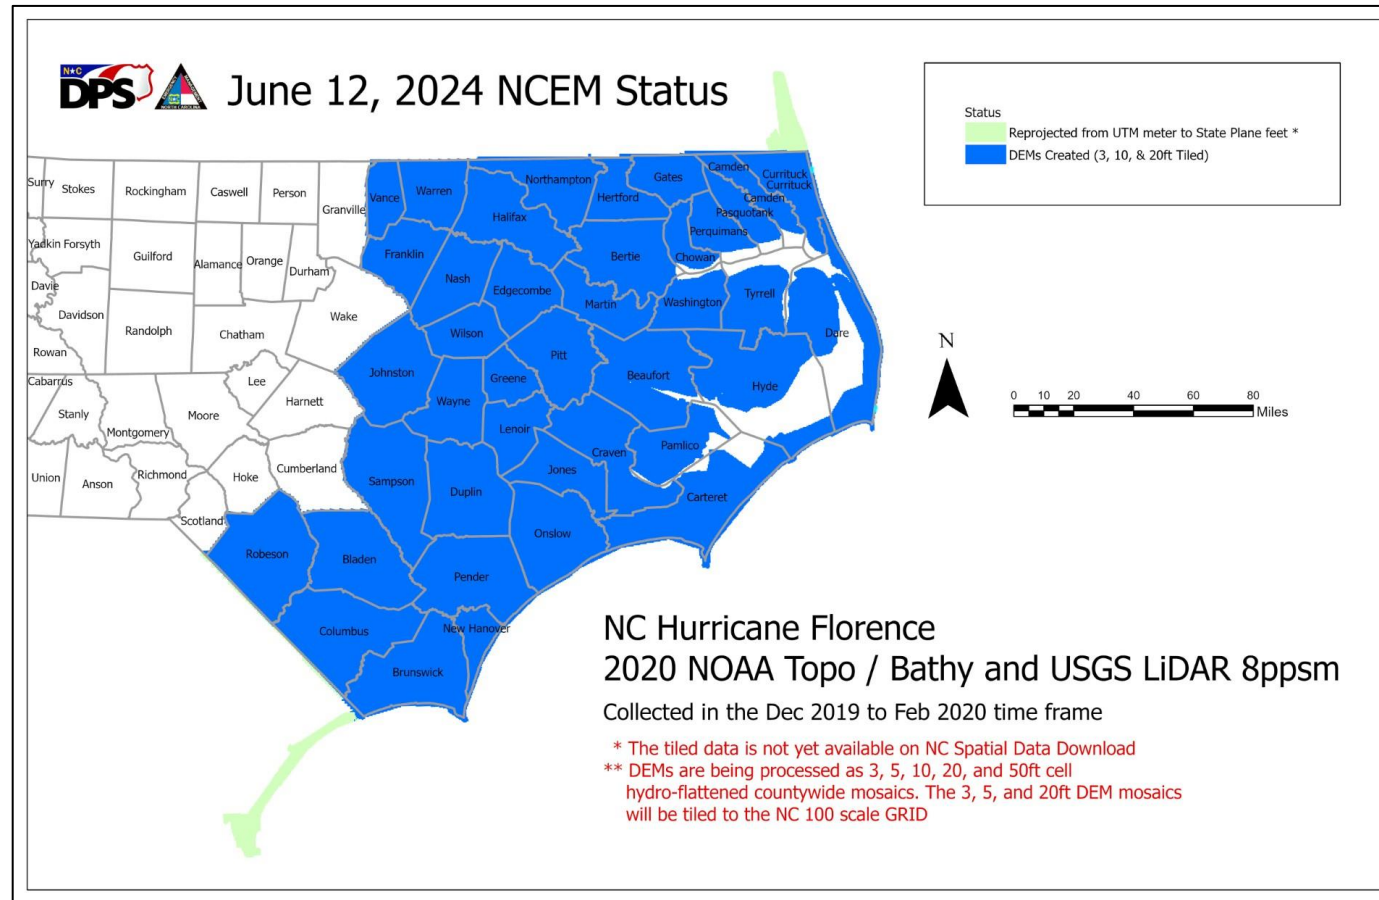 N★C
DPS
June 12, 2024 NCEM Status
NORTH CAROLINA
Status
Reprojected from UTM meter to State Plane feet *
DEMs Created (3, 10, & 20ft Tiled)
Surry
Stokes
Rockingham
Caswell
Person
Granville
Vance
Warren
Northampton
Halifax
Hertford
Gates
Camden
Currituck
Currituck
Camden
Pasquotank
Perquimans
Chowan
Yadkin
Forsyth
Guilford
Alamance
Orange
Durham
Franklin
Nash
Edgecombe
Bertie
Martin
Washington
Tyrrell
Dare
Davie
Davidson
Randolph
Chatham
Wake
Wilson
Rowan
Johnston
Greene
Pitt
Beaufort
Hyde
Cabarrus
Stanly
Montgomery
Moore
Lee
Harnett
Wayne
Lenoir
Craven
Pamlico
Union
Anson
Richmond
Hoke
Cumberland
Sampson
Duplin
Jones
Carteret
Scotland
Robeson
Bladen
Onslow
Pender
Columbus
New Hanover
Brunswick
N
0 10 20 40 60 80
Miles
NC Hurricane Florence
2020 NOAA Topo / Bathy and USGS LiDAR 8ppsm
Collected in the Dec 2019 to Feb 2020 time frame
* The tiled data is not yet available on NC Spatial Data Download
** DEMs are being processed as 3, 5, 10, 20, and 50ft cell
hydro-flattened countywide mosaics. The 3, 5, and 20ft DEM mosaics
will be tiled to the NC 100 scale GRID